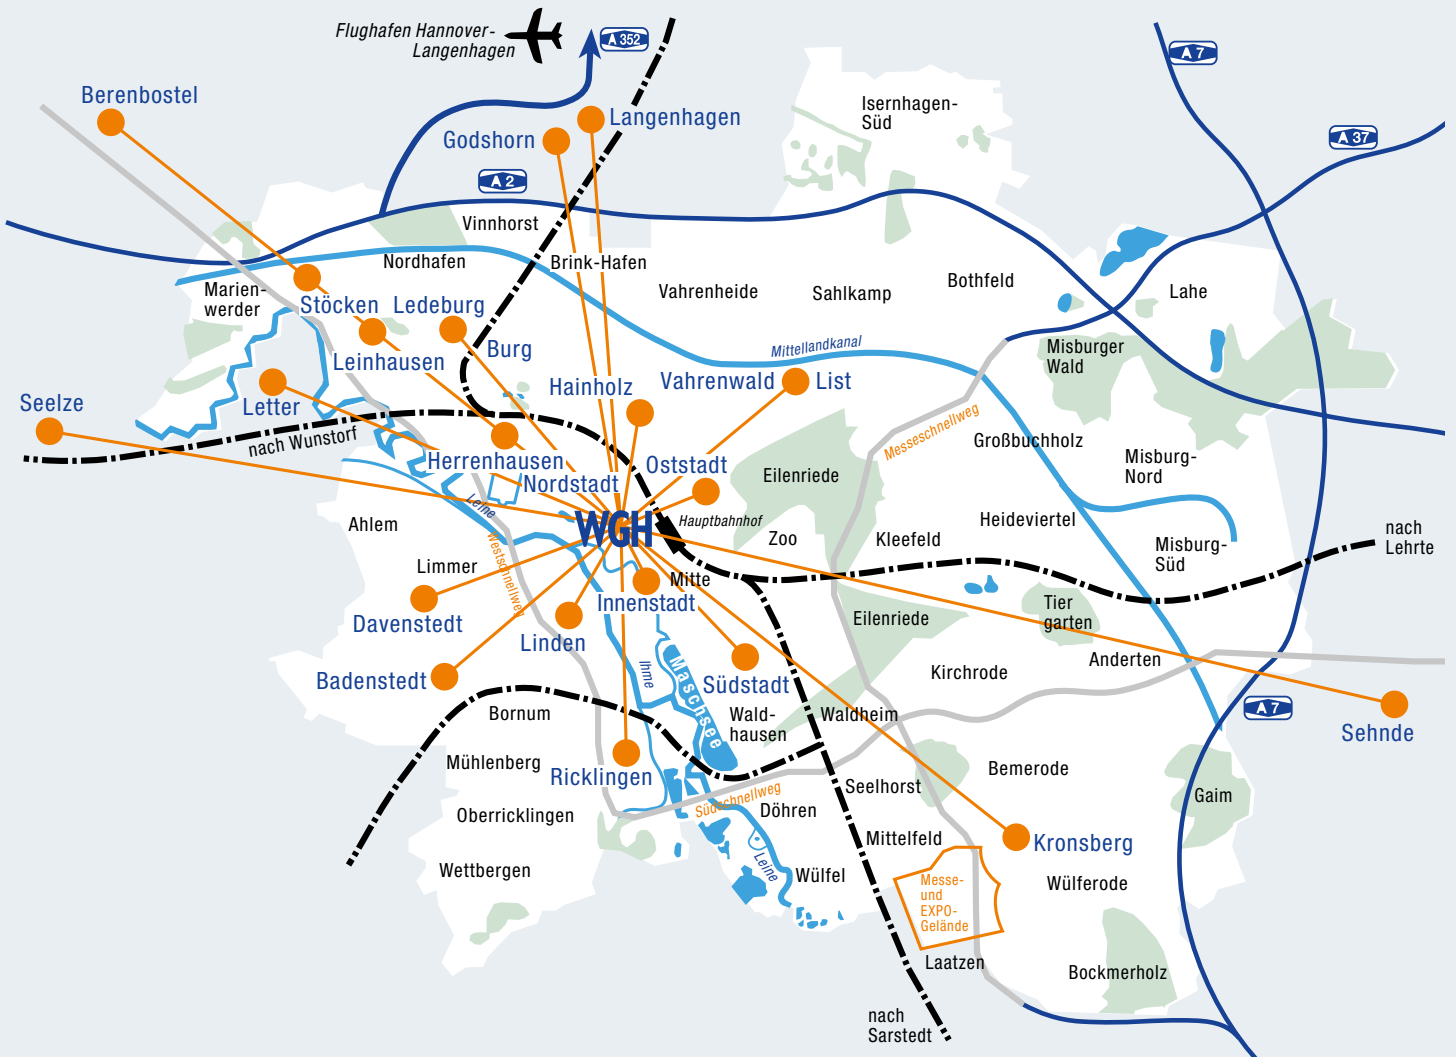 Flughafen Hannover-
Langenhagen
A 352
A 7
Berenbostel
Isernhagen-
Süd
Langenhagen
Godshorn
A 37
A 2
Vinnhorst
Nordhafen
Brink-Hafen
Marien-
werder
Vahrenheide
Sahlkamp
Bothfeld
Lahe
Stöcken
Ledeburg
Burg
Leinhausen
Mittellandkanal
Misburger
Wald
Hainholz
Vahrenwald
List
Seelze
Letter
nach Wunstorf
Messeschnellweg
Großbuchholz
Herrenhausen
Nordstadt
Oststadt
Eilenriede
Misburg-
Nord
Leine
Ahlem
WGH
Hauptbahnhof
Zoo
Kleefeld
Heideviertel
nach
Lehrte
Misburg-
Süd
Westschnellweg
Limmer
Mitte
Innenstadt
Davenstedt
Linden
Eilenriede
Tier
garten
Badenstedt
Ihme
Maschsee
Südstadt
Kirchrode
Anderten
Bornum
Wald-
hausen
Waldheim
A 7
Sehnde
Mühlenberg
Ricklingen
Bemerode
Seelhorst
Südschnellweg
Döhren
Gaim
Oberricklingen
Mittelfeld
Kronsberg
Wettbergen
Leine
Wülfel
Messe-
und
EXPO-
Gelände
Wülferode
Laatzen
Bockmerholz
nach
Sarstedt